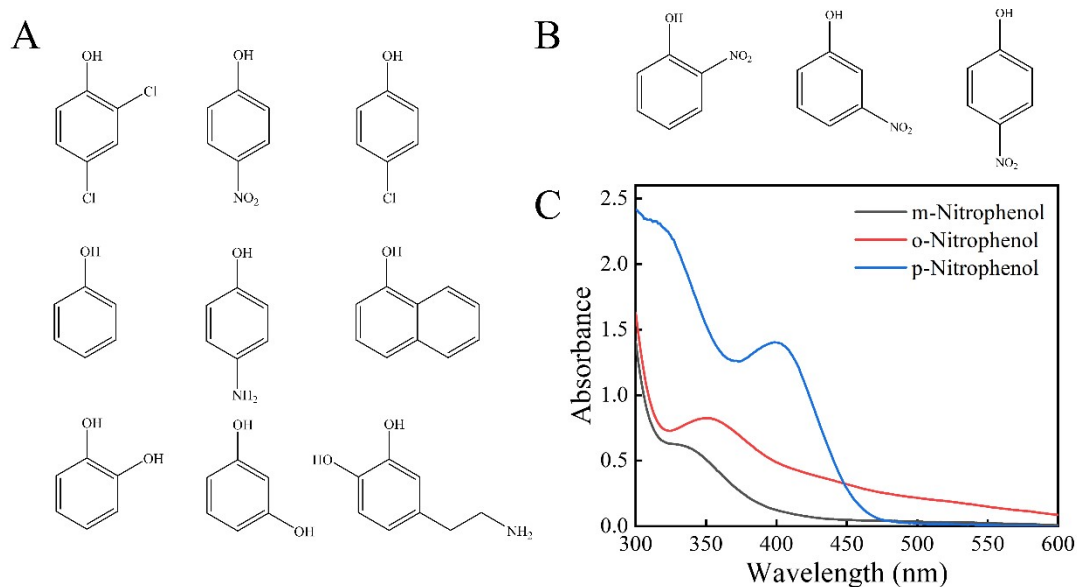 A
OH
Cl
Cl
OH
NO2
OH
Cl
OH
OH
NH2
OH
OH
OH
OH
OH
OH
HO
NH2
B
OH
NO2
OH
NO2
OH
NO2
C
m-Nitrophenol
o-Nitrophenol
p-Nitrophenol
2.5
2.0
1.5
1.0
0.5
0.0
Absorbance
300
350
400
450
500
550
600
Wavelength (nm)